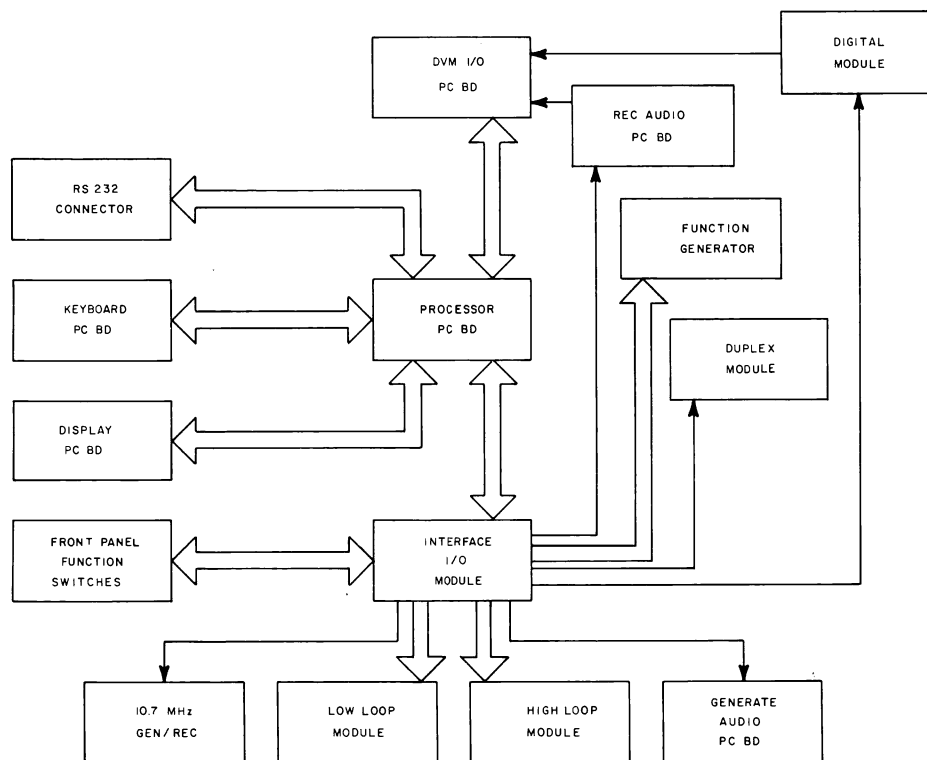 DVM I/O
PC BD
DIGITAL
MODULE
REC AUDIO
PC BD
RS 232
CONNECTOR
FUNCTION
GENERATOR
KEYBOARD
PC BD
PROCESSOR
PC BD
DUPLEX
MODULE
DISPLAY
PC BD
FRONT PANEL
FUNCTION
SWITCHES
INTERFACE
I/O
MODULE
10.7 MHz
GEN/REC
LOW LOOP
MODULE
HIGH LOOP
MODULE
GENERATE
AUDIO
PC BD